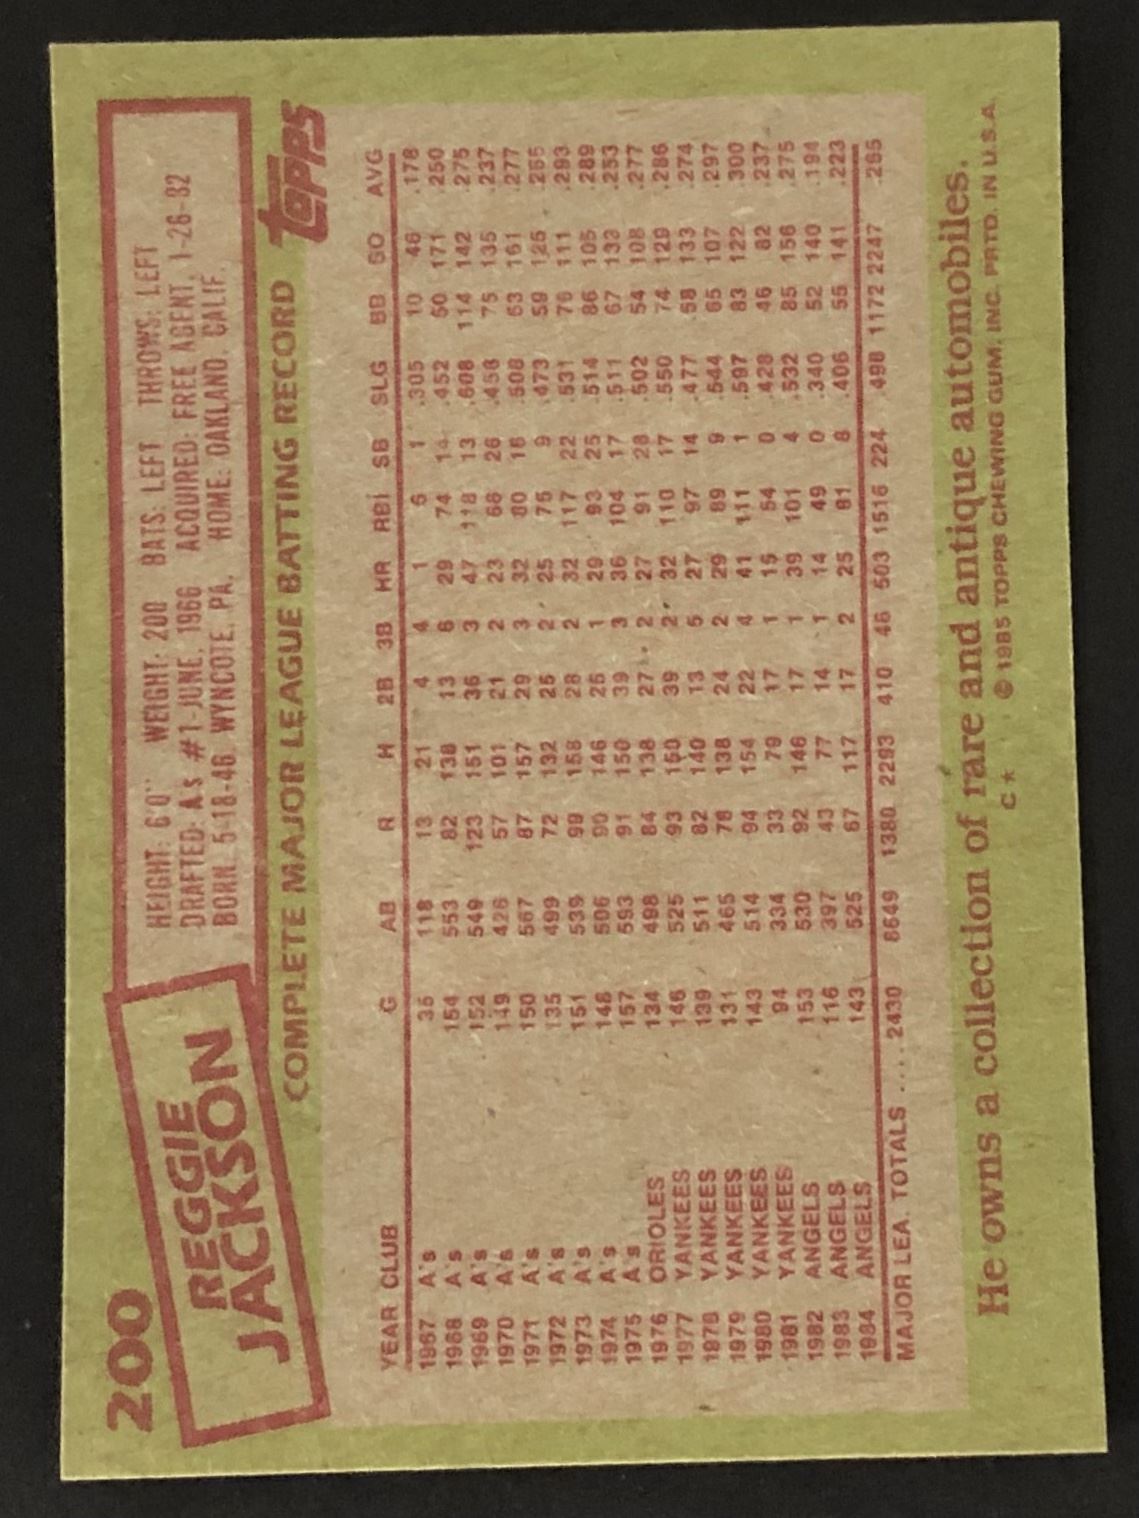 200
REGGIE
JACKSON
HEIGHT: 6'0" WEIGHT: 200 BATS: LEFT THROWS: LEFT
DRAFTED: A's #1-JUNE, 1966 ACQUIRED: FREE AGENT, 1-26-82
BORN: 5-18-46, WYNCOTE, PA. HOME: OAKLAND, CALIF.
topps
COMPLETE MAJOR LEAGUE BATTING RECORD
YEAR CLUB G AB R H 2B 3B HR RBI SB SLG BB SO AVG
1967 A's 35 118 13 21 4 4 1 6 1 .305 10 46 .178
1968 A's 154 553 82 138 13 6 29 74 14 .452 50 171 .250
1969 A's 152 549 123 151 36 3 47 118 13 .608 114 142 .275
1970 A's 149 426 57 101 21 2 23 66 26 .458 75 135 .237
1971 A's 150 567 87 157 29 3 32 80 16 .508 63 161 .277
1972 A's 135 499 72 132 25 2 25 75 9 .473 59 125 .265
1973 A's 151 539 99 158 28 2 32 117 22 .531 76 111 .293
1974 A's 148 506 90 146 25 1 29 93 25 .514 86 105 .289
1975 A's 157 593 91 150 39 3 36 104 17 .511 67 133 .253
1976 ORIOLES 134 498 84 138 27 2 27 91 28 .502 54 108 .277
1977 YANKEES 146 525 93 150 39 2 32 110 17 .550 74 129 .286
1978 YANKEES 139 511 82 140 13 5 27 97 14 .477 58 133 .274
1979 YANKEES 131 465 78 138 24 2 29 89 9 .544 65 107 .297
1980 YANKEES 143 514 94 154 22 4 41 111 1 .597 83 122 .300
1981 YANKEES 94 334 33 79 17 1 15 54 0 .428 46 82 .237
1982 ANGELS 153 530 92 146 17 1 39 101 4 .532 85 156 .275
1983 ANGELS 116 397 43 77 14 1 14 49 0 .340 52 140 .194
1984 ANGELS 143 525 67 117 17 2 25 81 8 .406 55 141 .223
MAJOR LEA. TOTALS .... 2430 8649 1380 2293 410 46 503 1516 224 .498 1172 2247 .265
He owns a collection of rare and antique automobiles.
C* © 1985 TOPPS CHEWING GUM, INC. PRTD. IN U.S.A.